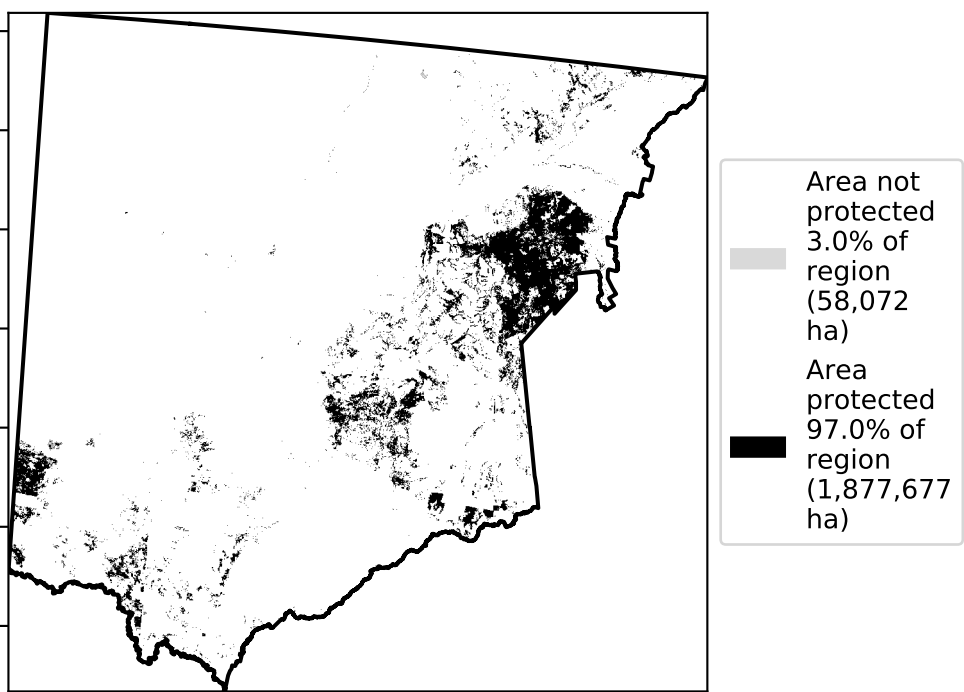 Area not
protected
3.0% of
region
(58,072
ha)
Area
protected
97.0% of
region
(1,877,677
ha)